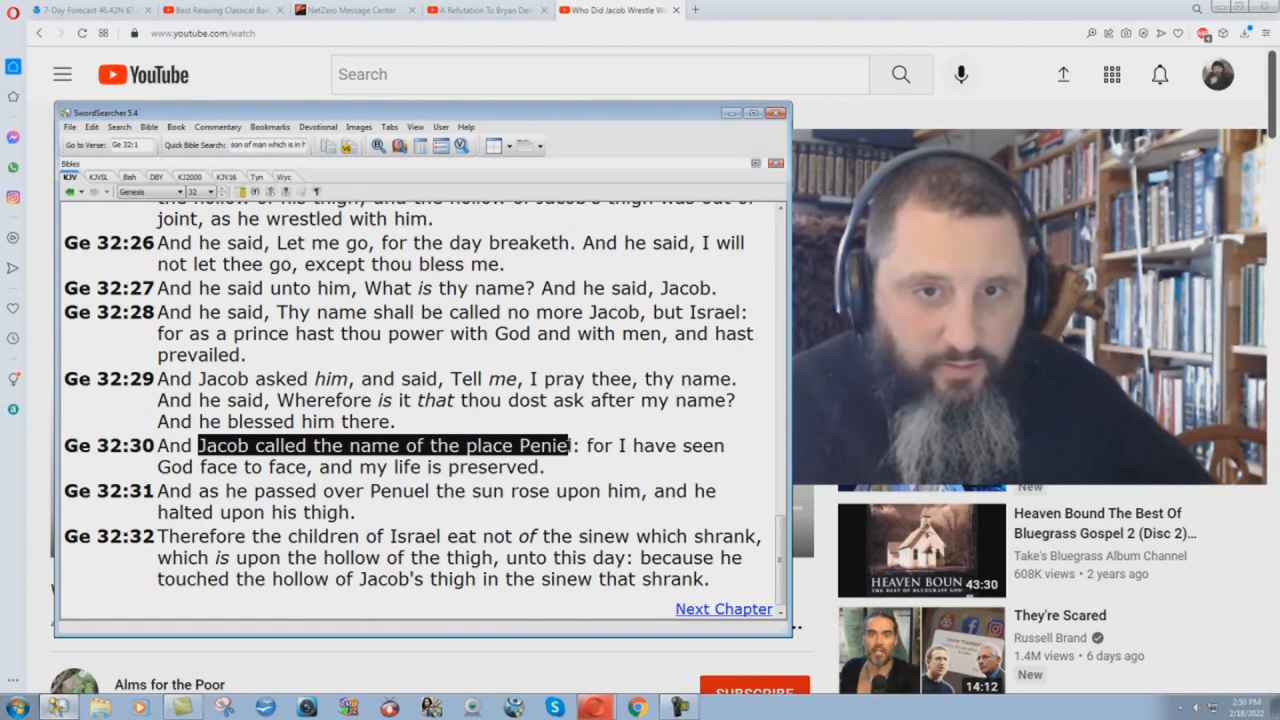 7-Day Forecast 46.42N 67.
Best Relaxing Classical Bar
NetZero Message Center
A Refutation To Bryan Den
Who Did Jacob Wrestle Wi
www.youtube.com/watch
YouTube
Search
SwordSearcher 5.4
File Edit Search Bible Book Commentary Bookmarks Devotional Images Tabs View User Help
Go to Verse: Ge 32:1 Quick Bible Search: son of man which is in h
Bibles
KJV KJVSL Bish DBY KJ2000 KJV16 Tyn Wyc
Genesis 32
joint, as he wrestled with him.
Ge 32:26 And he said, Let me go, for the day breaketh. And he said, I will
not let thee go, except thou bless me.
Ge 32:27 And he said unto him, What is thy name? And he said, Jacob.
Ge 32:28 And he said, Thy name shall be called no more Jacob, but Israel:
for as a prince hast thou power with God and with men, and hast
prevailed.
Ge 32:29 And Jacob asked him, and said, Tell me, I pray thee, thy name.
And he said, Wherefore is it that thou dost ask after my name?
And he blessed him there.
Ge 32:30 And Jacob called the name of the place Peniel: for I have seen
God face to face, and my life is preserved.
Ge 32:31 And as he passed over Penuel the sun rose upon him, and he
halted upon his thigh.
Ge 32:32 Therefore the children of Israel eat not of the sinew which shrank,
which is upon the hollow of the thigh, unto this day: because he
touched the hollow of Jacob's thigh in the sinew that shrank.
Next Chapter
Alms for the Poor
SUBSCRIBE
New
HEAVEN BOUN
43:30
Heaven Bound The Best Of
Bluegrass Gospel 2 (Disc 2)...
Take's Bluegrass Album Channel
608K views • 2 years ago
14:12
They're Scared
Russell Brand
1.4M views • 6 days ago
New
2:50 PM
2/18/2022